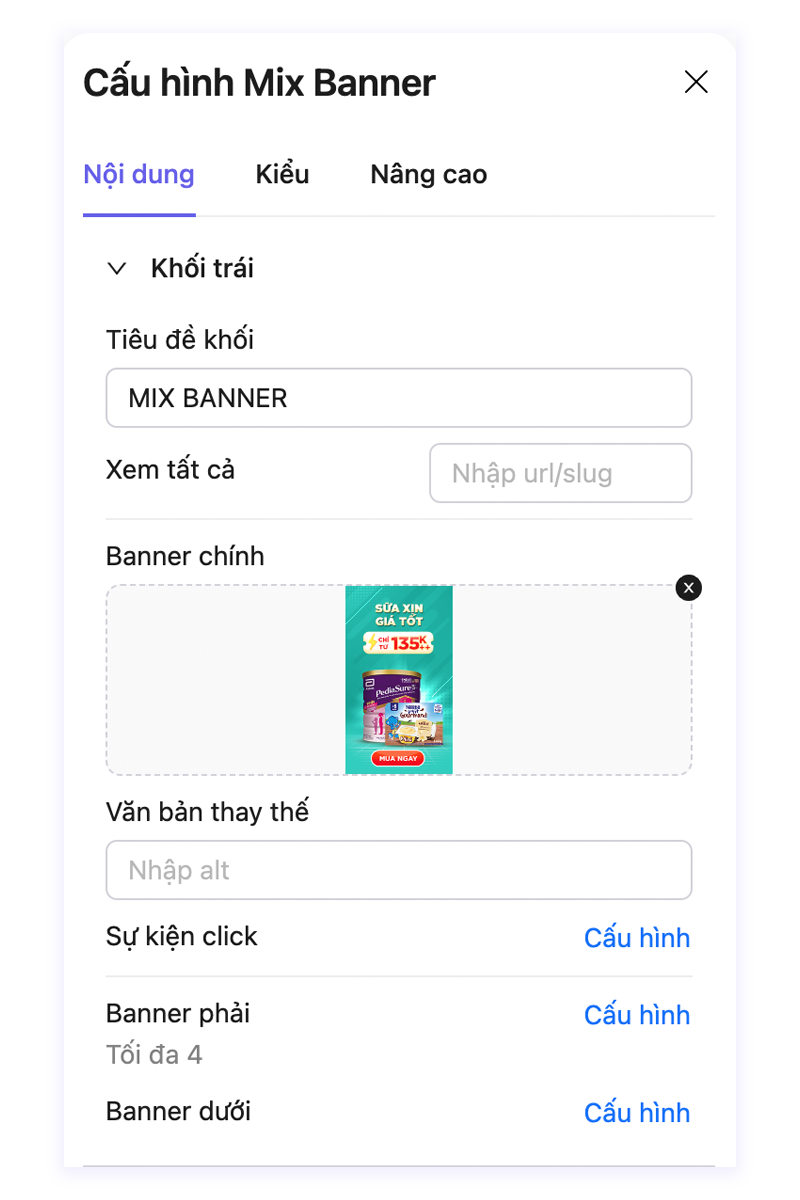 Cấu hình Mix Banner
Nội dung
Kiểu
Nâng cao
Khối trái
Tiêu đề khối
MIX BANNER
Xem tất cả
Nhập url/slug
Banner chính
X
SỮA XỊN
GIÁ TỐT
CHỈ TỪ 135K++
PediaSure
Nestlé
Gourmand
MUA NGAY
Văn bản thay thế
Nhập alt
Sự kiện click
Cấu hình
Banner phải
Cấu hình
Tối đa 4
Banner dưới
Cấu hình